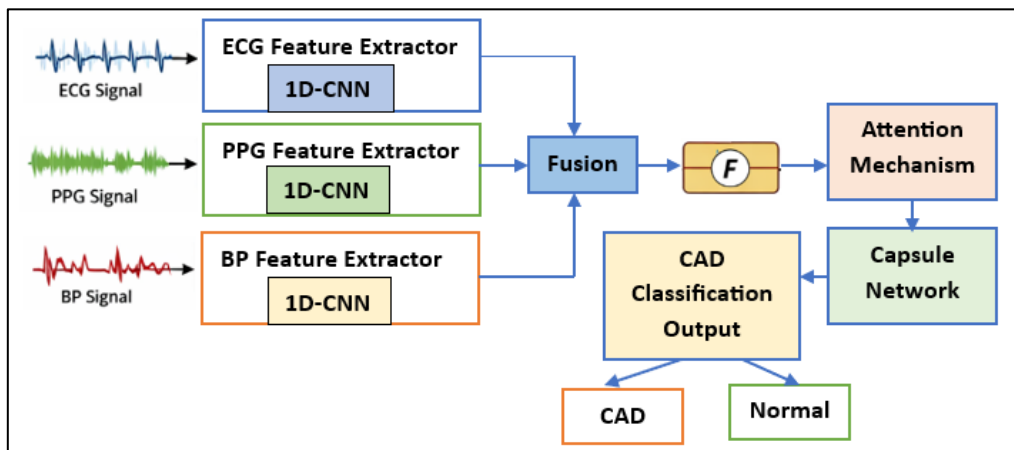 ECG Signal
ECG Feature Extractor
1D-CNN
PPG Signal
PPG Feature Extractor
1D-CNN
BP Signal
BP Feature Extractor
1D-CNN
Fusion
F
Attention
Mechanism
Capsule
Network
CAD
Classification
Output
CAD
Normal